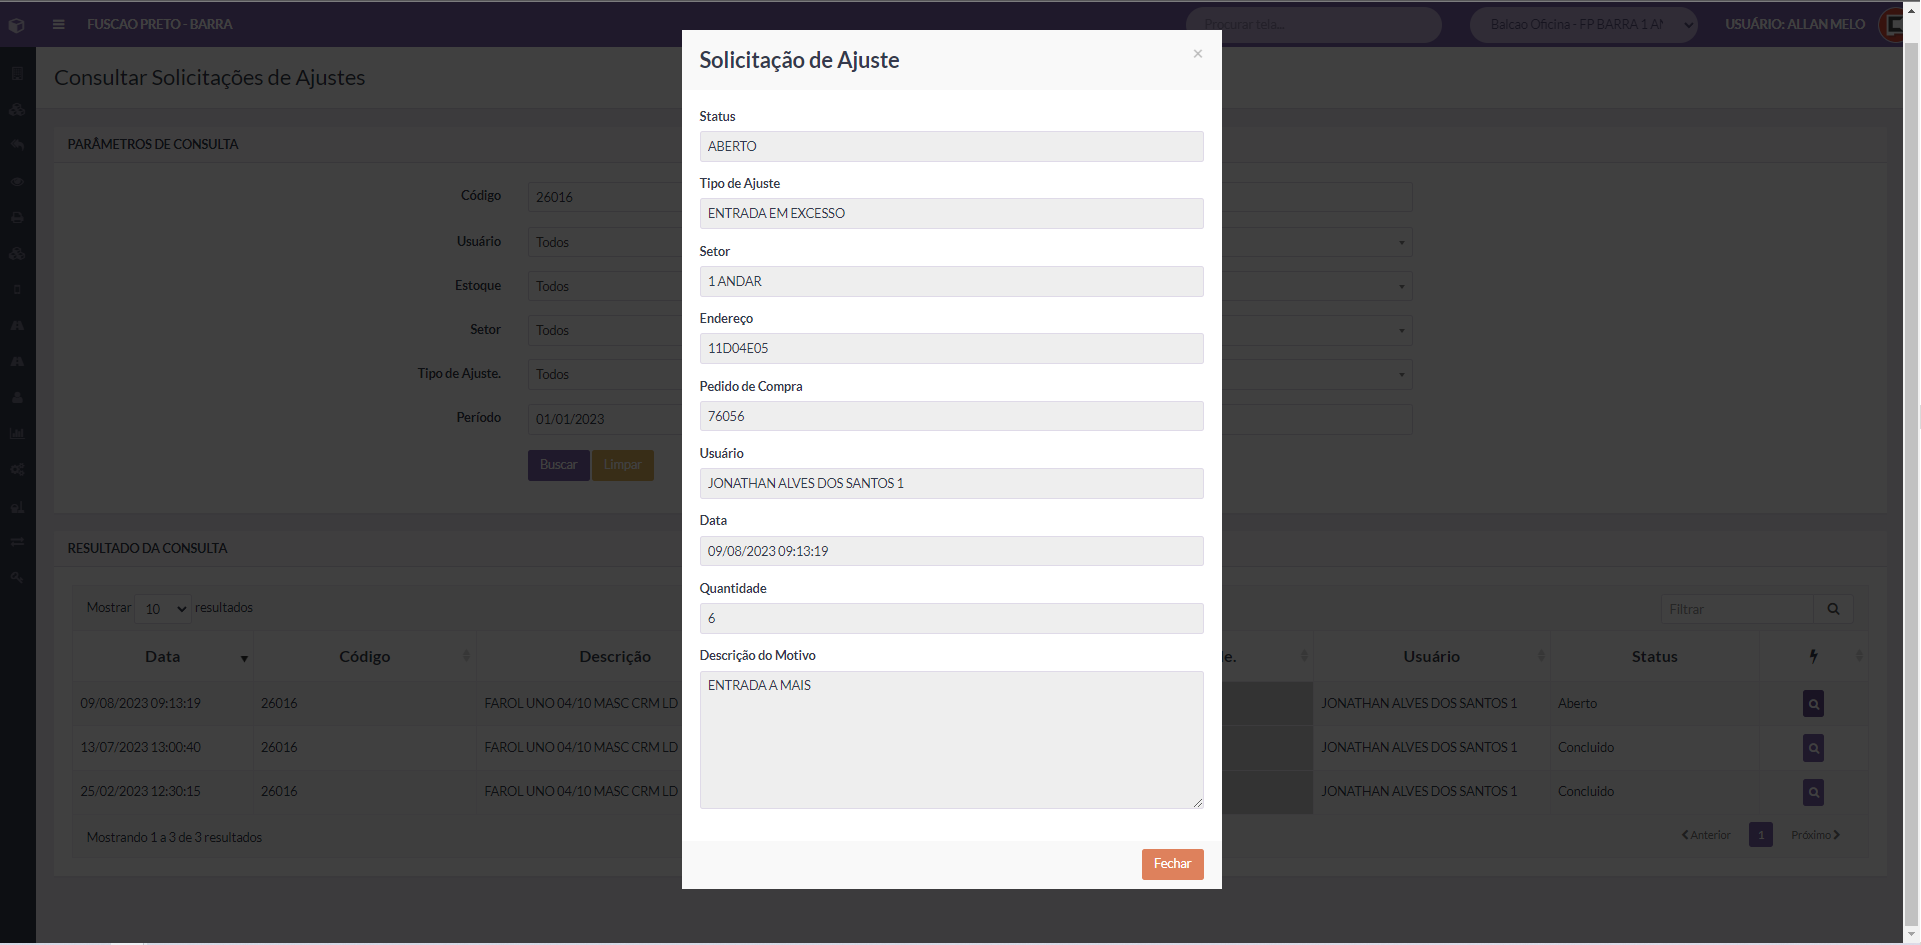 FUSCAO PRETO - BARRA
Procurar tela...
Balcao Oficina - FP BARRA 1 AN
USUÁRIO: ALLAN MELO
Consultar Solicitações de Ajustes
PARÂMETROS DE CONSULTA
Código
26016
Usuário
Todos
Estoque
Todos
Setor
Todos
Tipo de Ajuste.
Todos
Período
01/01/2023
Buscar
Limpar
RESULTADO DA CONSULTA
Mostrar 10 resultados
Filtrar
Data Código Descrição e. Usuário Status
09/08/2023 09:13:19 26016 FAROL UNO 04/10 MASC CRM LD JONATHAN ALVES DOS SANTOS 1 Aberto
13/07/2023 13:00:40 26016 FAROL UNO 04/10 MASC CRM LD JONATHAN ALVES DOS SANTOS 1 Concluido
25/02/2023 12:30:15 26016 FAROL UNO 04/10 MASC CRM LD JONATHAN ALVES DOS SANTOS 1 Concluido
Mostrando 1 a 3 de 3 resultados
Anterior 1 Próximo
Solicitação de Ajuste
×
Status
ABERTO
Tipo de Ajuste
ENTRADA EM EXCESSO
Setor
1 ANDAR
Endereço
11D04E05
Pedido de Compra
76056
Usuário
JONATHAN ALVES DOS SANTOS 1
Data
09/08/2023 09:13:19
Quantidade
6
Descrição do Motivo
ENTRADA A MAIS
Fechar